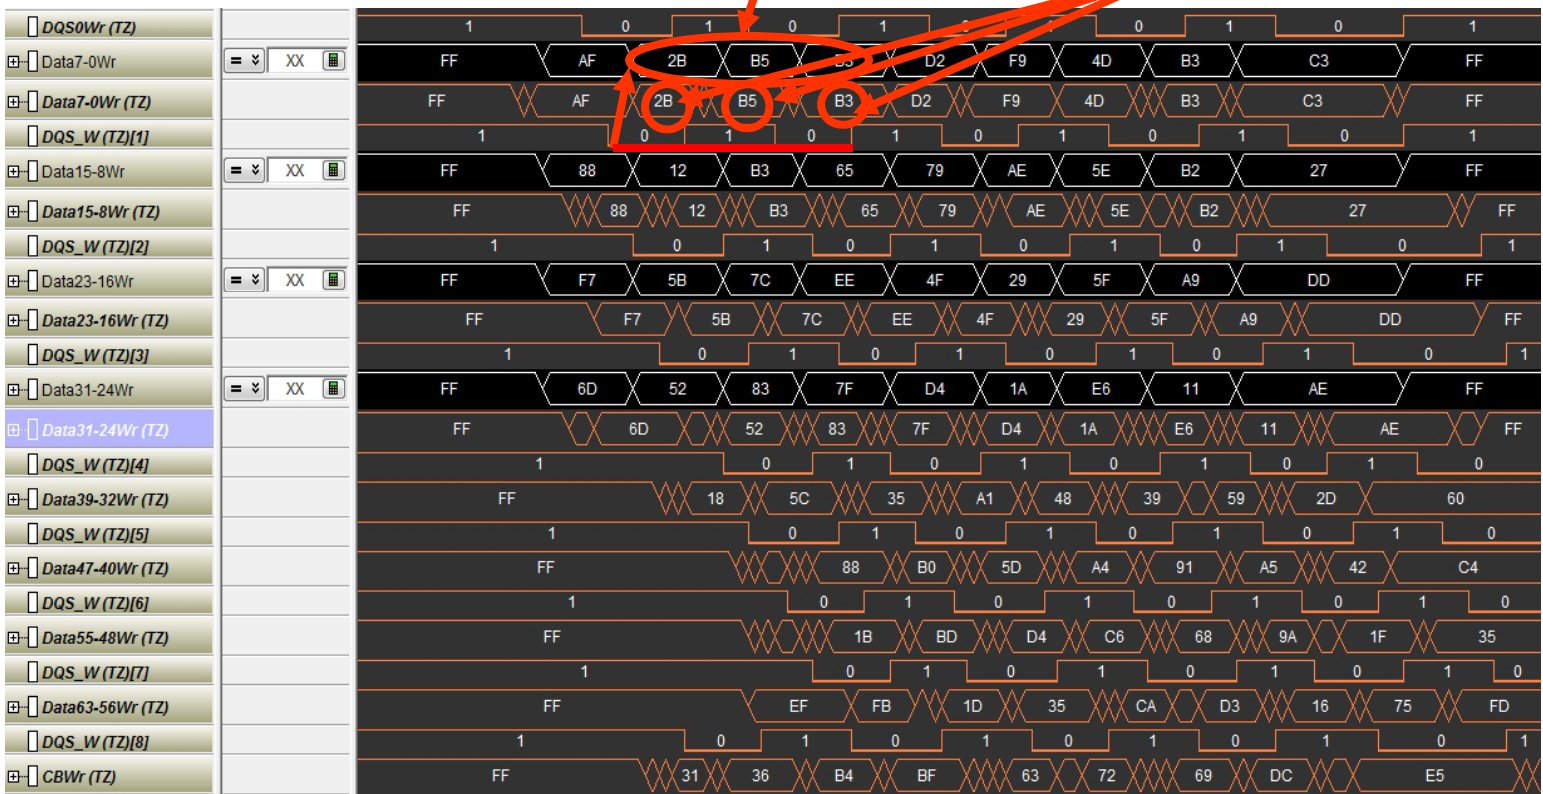 DQS0Wr (TZ) 1 0 1 0 1 0 1 0 1 0 1
Data7-0Wr = XX FF AF 2B B5 B3 D2 F9 4D B3 C3 FF
Data7-0Wr (TZ) FF AF 2B B5 B3 D2 F9 4D B3 C3 FF
DQS_W (TZ)[1] 1 0 1 0 1 0 1 0 1 0 1
Data15-8Wr = XX FF 88 12 B3 65 79 AE 5E B2 27 FF
Data15-8Wr (TZ) FF 88 12 B3 65 79 AE 5E B2 27 FF
DQS_W (TZ)[2] 1 0 1 0 1 0 1 0 1 0 1
Data23-16Wr = XX FF F7 5B 7C EE 4F 29 5F A9 DD FF
Data23-16Wr (TZ) FF F7 5B 7C EE 4F 29 5F A9 DD FF
DQS_W (TZ)[3] 1 0 1 0 1 0 1 0 1 0 1
Data31-24Wr = XX FF 6D 52 83 7F D4 1A E6 11 AE FF
Data31-24Wr (TZ) FF 6D 52 83 7F D4 1A E6 11 AE FF
DQS_W (TZ)[4] 1 0 1 0 1 0 1 0 1 0
Data39-32Wr (TZ) FF 18 5C 35 A1 48 39 59 2D 60
DQS_W (TZ)[5] 1 0 1 0 1 0 1 0 1 0
Data47-40Wr (TZ) FF 88 B0 5D A4 91 A5 42 C4
DQS_W (TZ)[6] 1 0 1 0 1 0 1 0 1 0
Data55-48Wr (TZ) FF 1B BD D4 C6 68 9A 1F 35
DQS_W (TZ)[7] 1 0 1 0 1 0 1 0 1 0
Data63-56Wr (TZ) FF EF FB 1D 35 CA D3 16 75 FD
DQS_W (TZ)[8] 1 0 1 0 1 0 1 0 1 0 1
CBWr (TZ) FF 31 36 B4 BF 63 72 69 DC E5